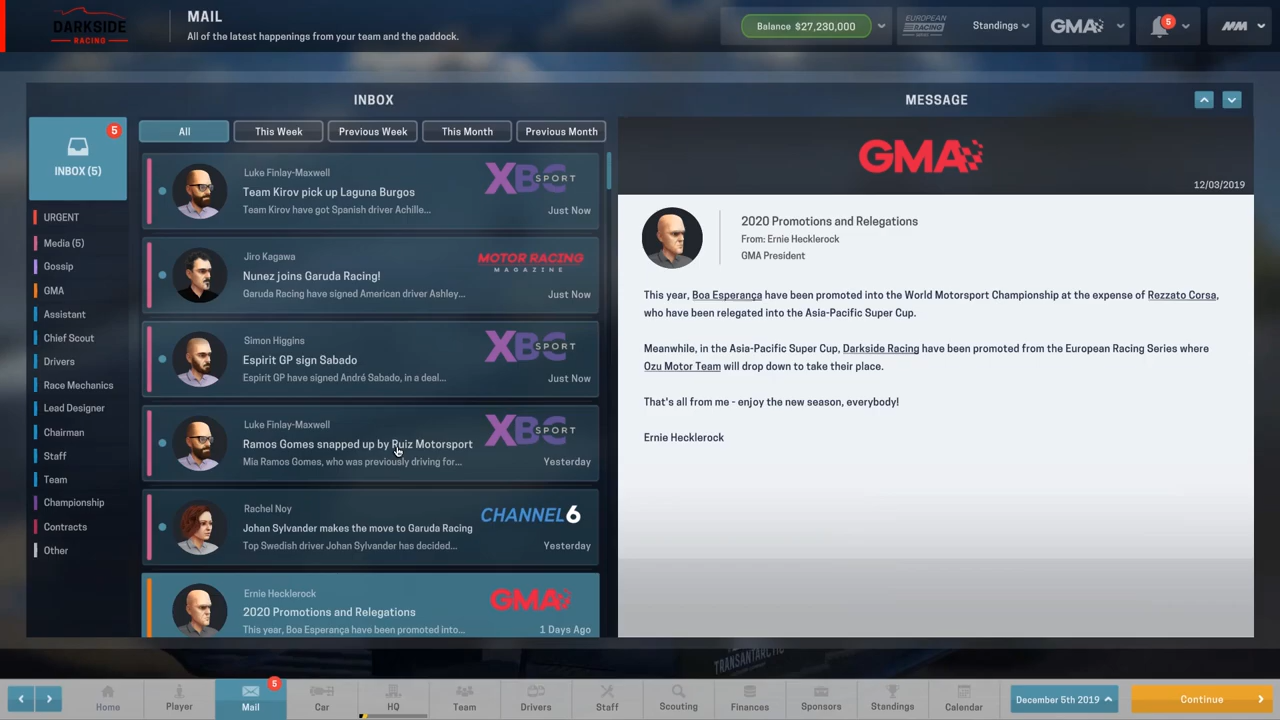 DARKSIDE
RACING
MAIL
All of the latest happenings from your team and the paddock.
Balance $27,230,000
EUROPEAN
RACING
SERIES
Standings
GMA
5
INBOX
MESSAGE
5
INBOX (5)
URGENT
Media (5)
Gossip
GMA
Assistant
Chief Scout
Drivers
Race Mechanics
Lead Designer
Chairman
Staff
Team
Championship
Contracts
Other
All
This Week
Previous Week
This Month
Previous Month
Luke Finlay-Maxwell
Team Kirov pick up Laguna Burgos
Team Kirov have got Spanish driver Achille...
XBC SPORT
Just Now
Jiro Kagawa
Nunez joins Garuda Racing!
Garuda Racing have signed American driver Ashley...
MOTOR RACING
MAGAZINE
Just Now
Simon Higgins
Espirit GP sign Sabado
Espirit GP have signed André Sabado, in a deal...
XBC SPORT
Just Now
Luke Finlay-Maxwell
Ramos Gomes snapped up by Ruiz Motorsport
Mia Ramos Gomes, who was previously driving for...
XBC SPORT
Yesterday
Rachel Noy
Johan Sylvander makes the move to Garuda Racing
Top Swedish driver Johan Sylvander has decided...
CHANNEL 6
Yesterday
Ernie Hecklerock
2020 Promotions and Relegations
This year, Boa Esperança have been promoted into...
GMA
1 Days Ago
GMA
12/03/2019
2020 Promotions and Relegations
From: Ernie Hecklerock
GMA President
This year, Boa Esperança have been promoted into the World Motorsport Championship at the expense of Rezzato Corsa,
who have been relegated into the Asia-Pacific Super Cup.
Meanwhile, in the Asia-Pacific Super Cup, Darkside Racing have been promoted from the European Racing Series where
Ozu Motor Team will drop down to take their place.
That's all from me - enjoy the new season, everybody!
Ernie Hecklerock
TRANSANTARCTIC
Home
Player
5
Mail
Car
HQ
Team
Drivers
Staff
Scouting
Finances
Sponsors
Standings
Calendar
December 5th 2019
Continue